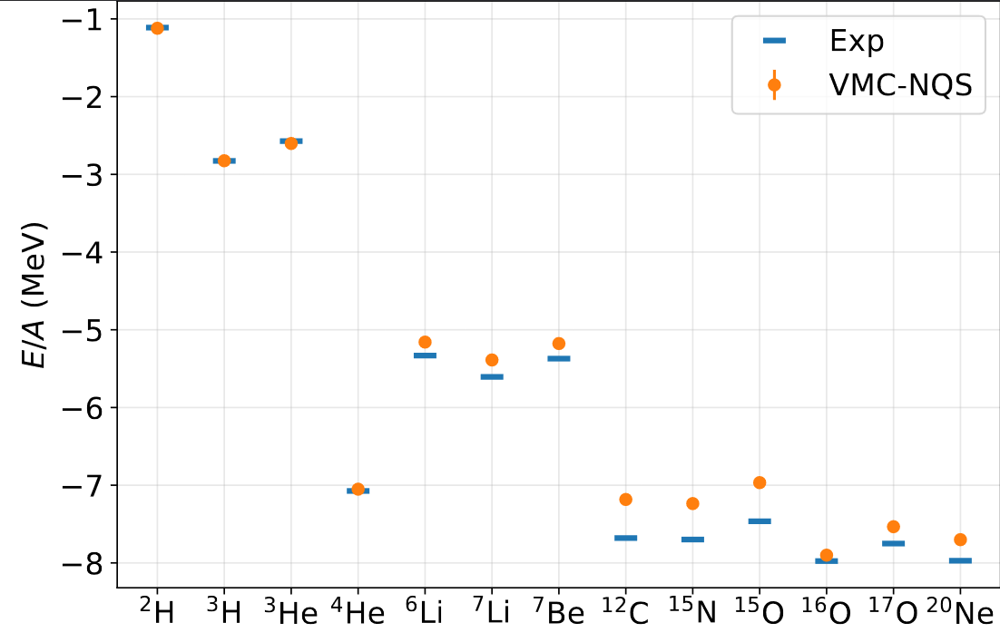 −1
−2
−3
−4
−5
−6
−7
−8
E/A (MeV)
Exp
VMC-NQS
²H ³H ³He ⁴He ⁶Li ⁷Li ⁷Be ¹²C ¹⁵N ¹⁵O ¹⁶O ¹⁷O ²⁰Ne